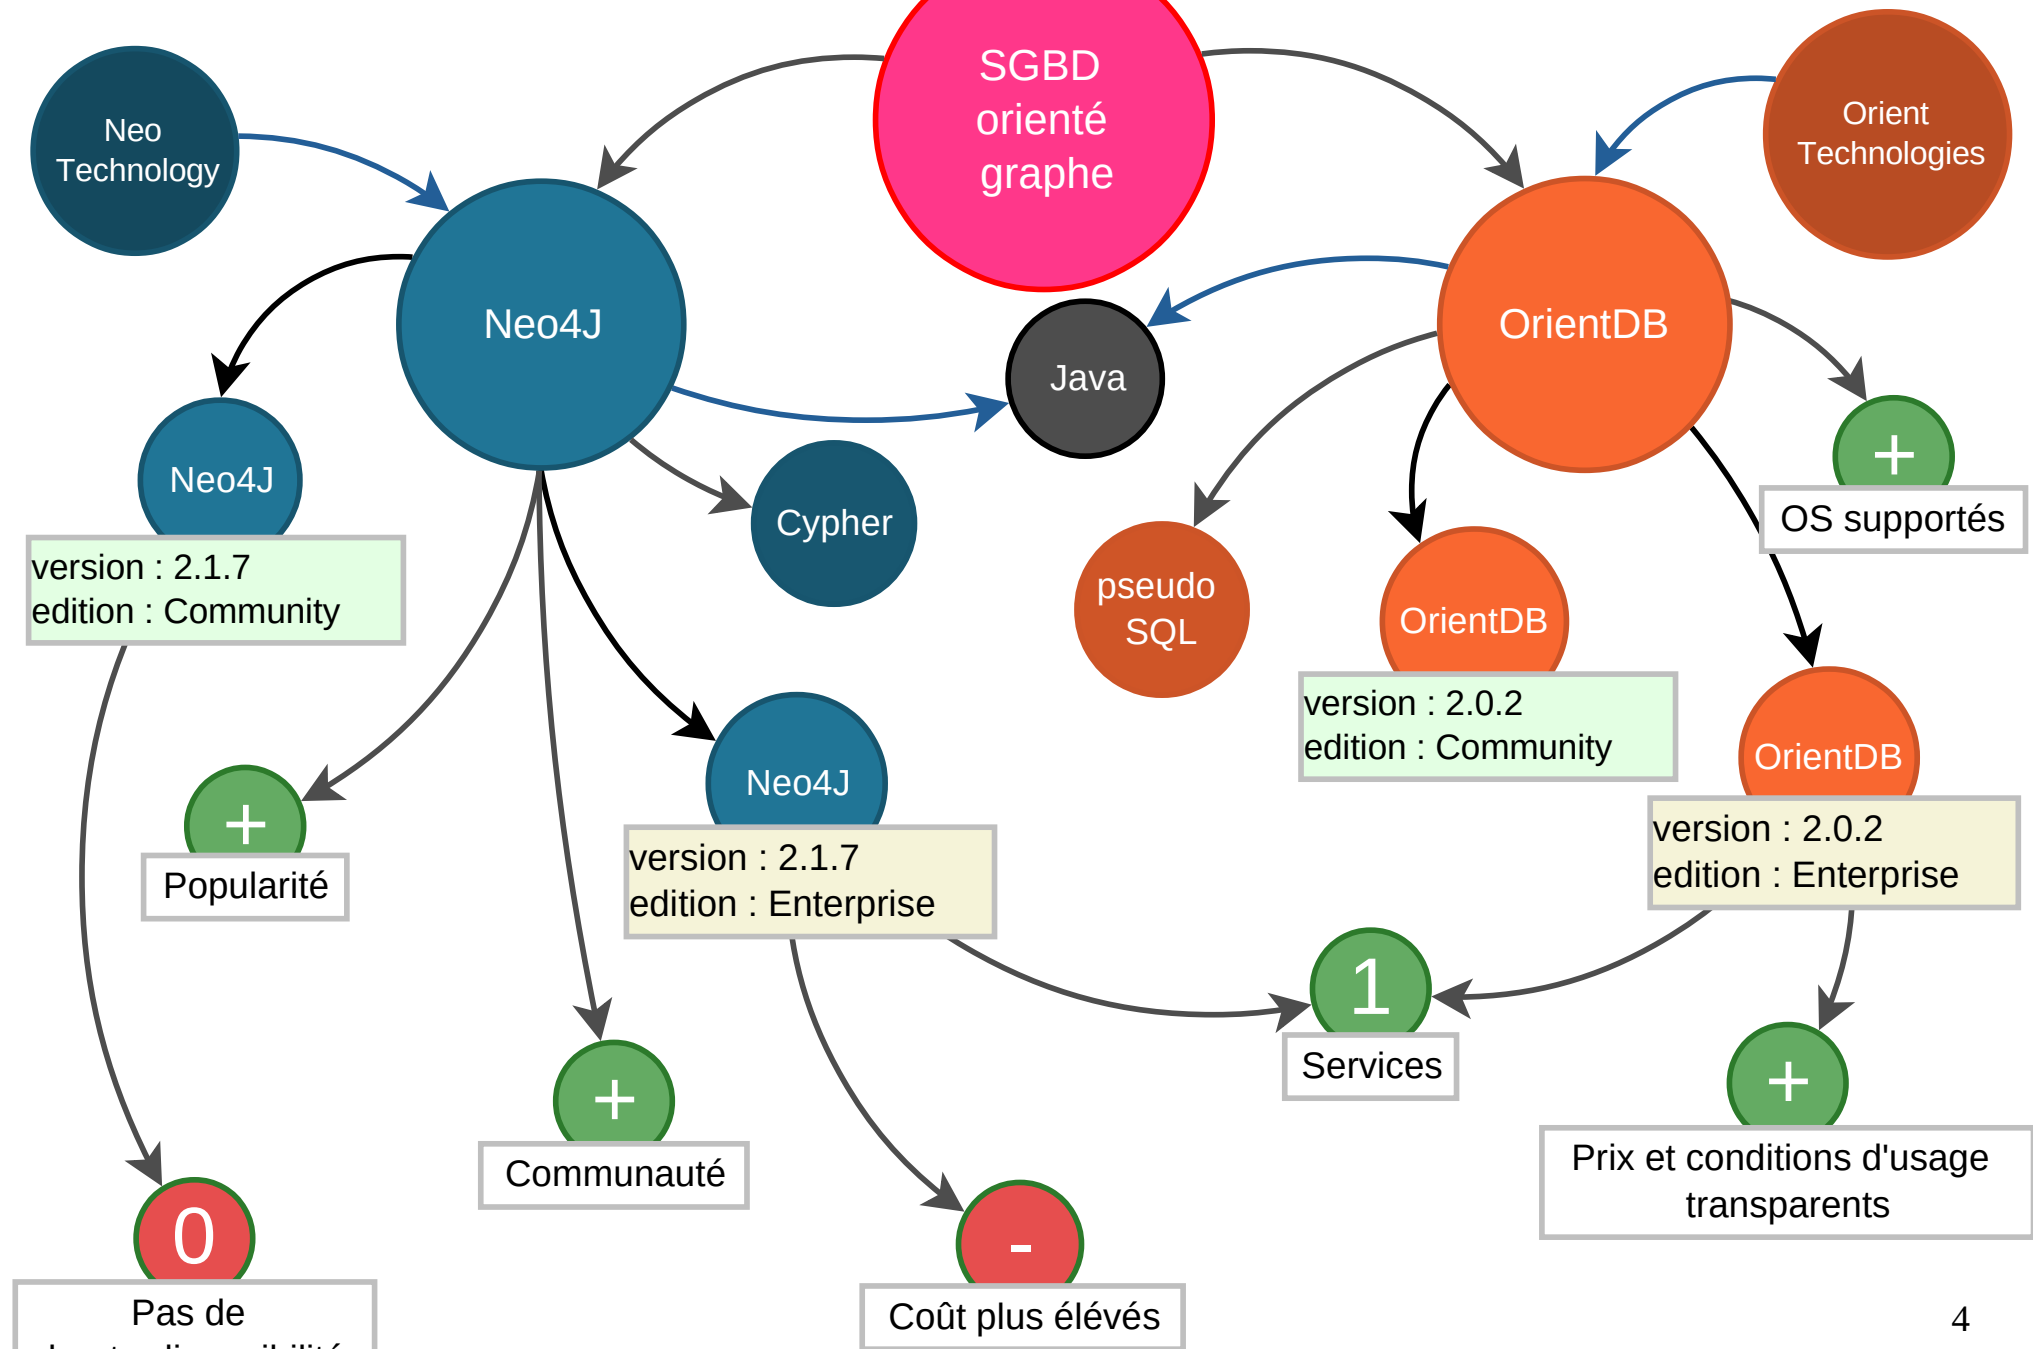 SGBD
orienté
graphe
Neo
Technology
Orient
Technologies
Neo4J
OrientDB
Java
Neo4J
version : 2.1.7
edition : Community
Cypher
+
OS supportés
pseudo
SQL
OrientDB
version : 2.0.2
edition : Community
+
Popularité
Neo4J
version : 2.1.7
edition : Enterprise
OrientDB
version : 2.0.2
edition : Enterprise
1
Services
+
Communauté
+
Prix et conditions d'usage
transparents
0
Pas de
-
Coût plus élévés
4